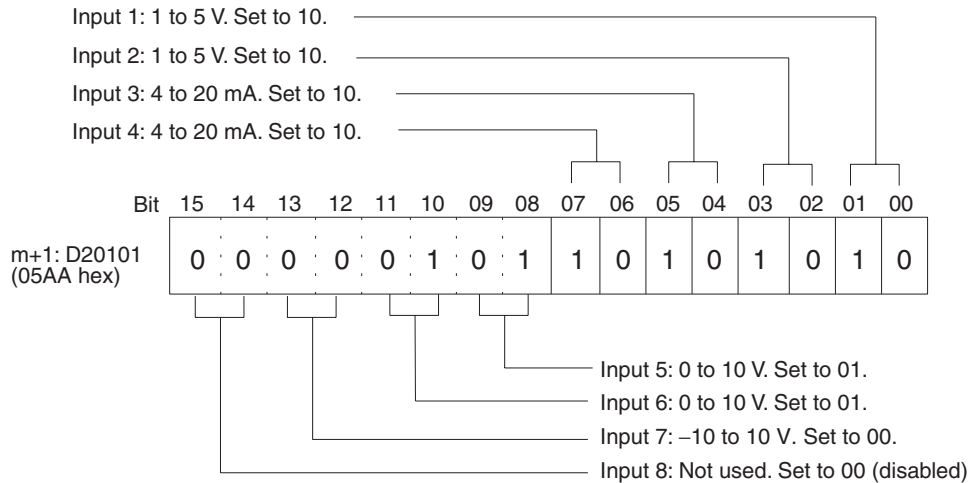 Input 1: 1 to 5 V. Set to 10.
Input 2: 1 to 5 V. Set to 10.
Input 3: 4 to 20 mA. Set to 10.
Input 4: 4 to 20 mA. Set to 10.
Bit 15 14 13 12 11 10 09 08 07 06 05 04 03 02 01 00
m+1: D20101
(05AA hex)
0 0 0 0 0 1 0 1 1 0 1 0 1 0 1 0
Input 5: 0 to 10 V. Set to 01.
Input 6: 0 to 10 V. Set to 01.
Input 7: −10 to 10 V. Set to 00.
Input 8: Not used. Set to 00 (disabled)